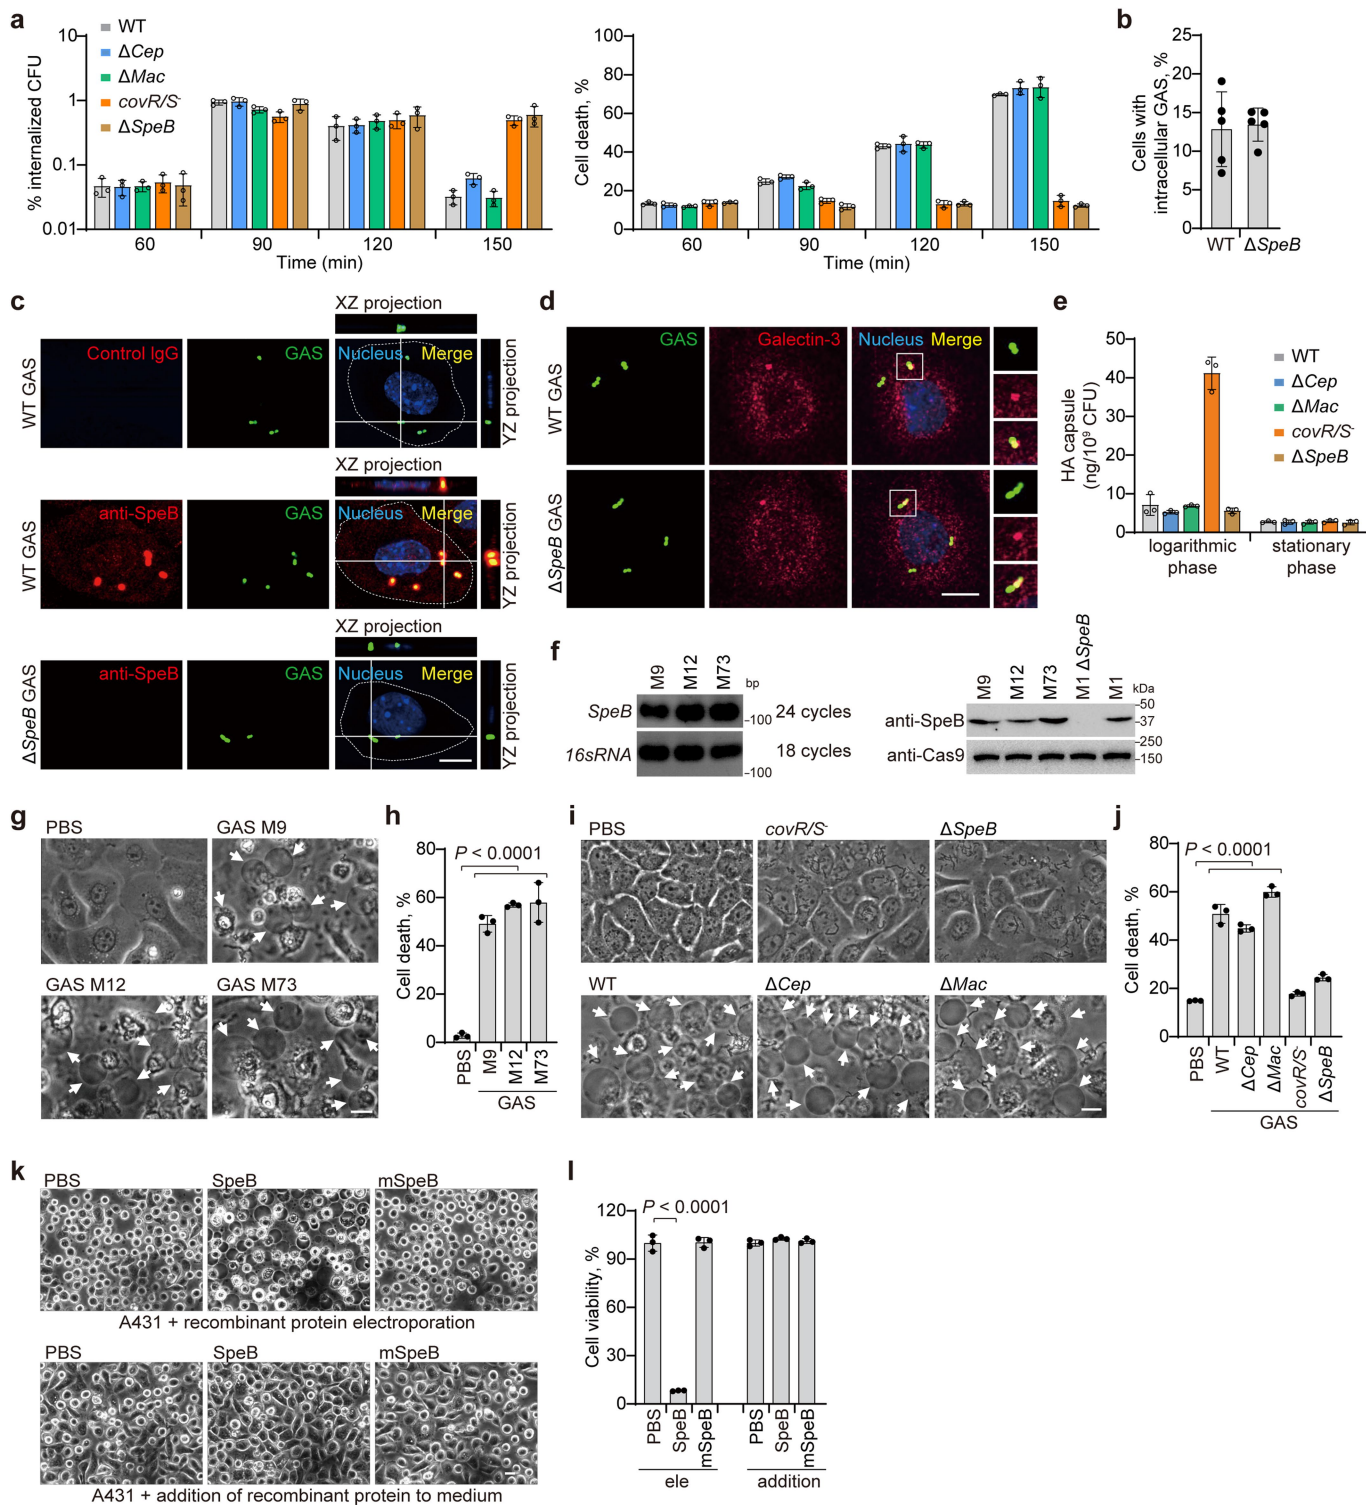 a
% internalized CFU
10
1
0.1
0.01
WT
ΔCep
ΔMac
covR/S-
ΔSpeB
60 90 120 150
Time (min)
Cell death, %
100
80
60
40
20
0
60 90 120 150
Time (min)
b
Cells with
intracellular GAS, %
25
20
15
10
5
0
WT ΔSpeB
c
XZ projection
WT GAS
Control IgG GAS Nucleus Merge
YZ projection
XZ projection
WT GAS
anti-SpeB GAS Nucleus Merge
YZ projection
XZ projection
ΔSpeB GAS
anti-SpeB GAS Nucleus Merge
YZ projection
d
WT GAS
GAS Galectin-3 Nucleus Merge
ΔSpeB GAS
e
HA capsule
(ng/10⁹ CFU)
50
40
30
20
10
0
WT
ΔCep
ΔMac
covR/S-
ΔSpeB
logarithmic
phase
stationary
phase
f
M9 M12 M73
bp
SpeB –100 24 cycles
16sRNA 18 cycles
–100
M9 M12 M73 M1 ΔSpeB M1
kDa
–50
anti-SpeB –37
–250
anti-Cas9 –150
g
PBS GAS M9
GAS M12 GAS M73
h
Cell death, %
80
60
40
20
0
P < 0.0001
PBS M9 M12 M73
GAS
i
PBS covR/S- ΔSpeB
WT ΔCep ΔMac
j
Cell death, %
80
60
40
20
0
P < 0.0001
PBS WT ΔCep ΔMac covR/S- ΔSpeB
GAS
k
PBS SpeB mSpeB
A431 + recombinant protein electroporation
PBS SpeB mSpeB
A431 + addition of recombinant protein to medium
l
Cell viability, %
120
90
60
30
0
P < 0.0001
PBS SpeB mSpeB PBS SpeB mSpeB
ele addition